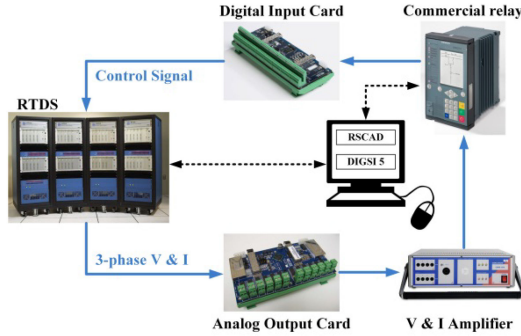 Digital Input Card
Commercial relay
Control Signal
RTDS
RSCAD
DIGSI 5
3-phase V & I
Analog Output Card
V & I Amplifier